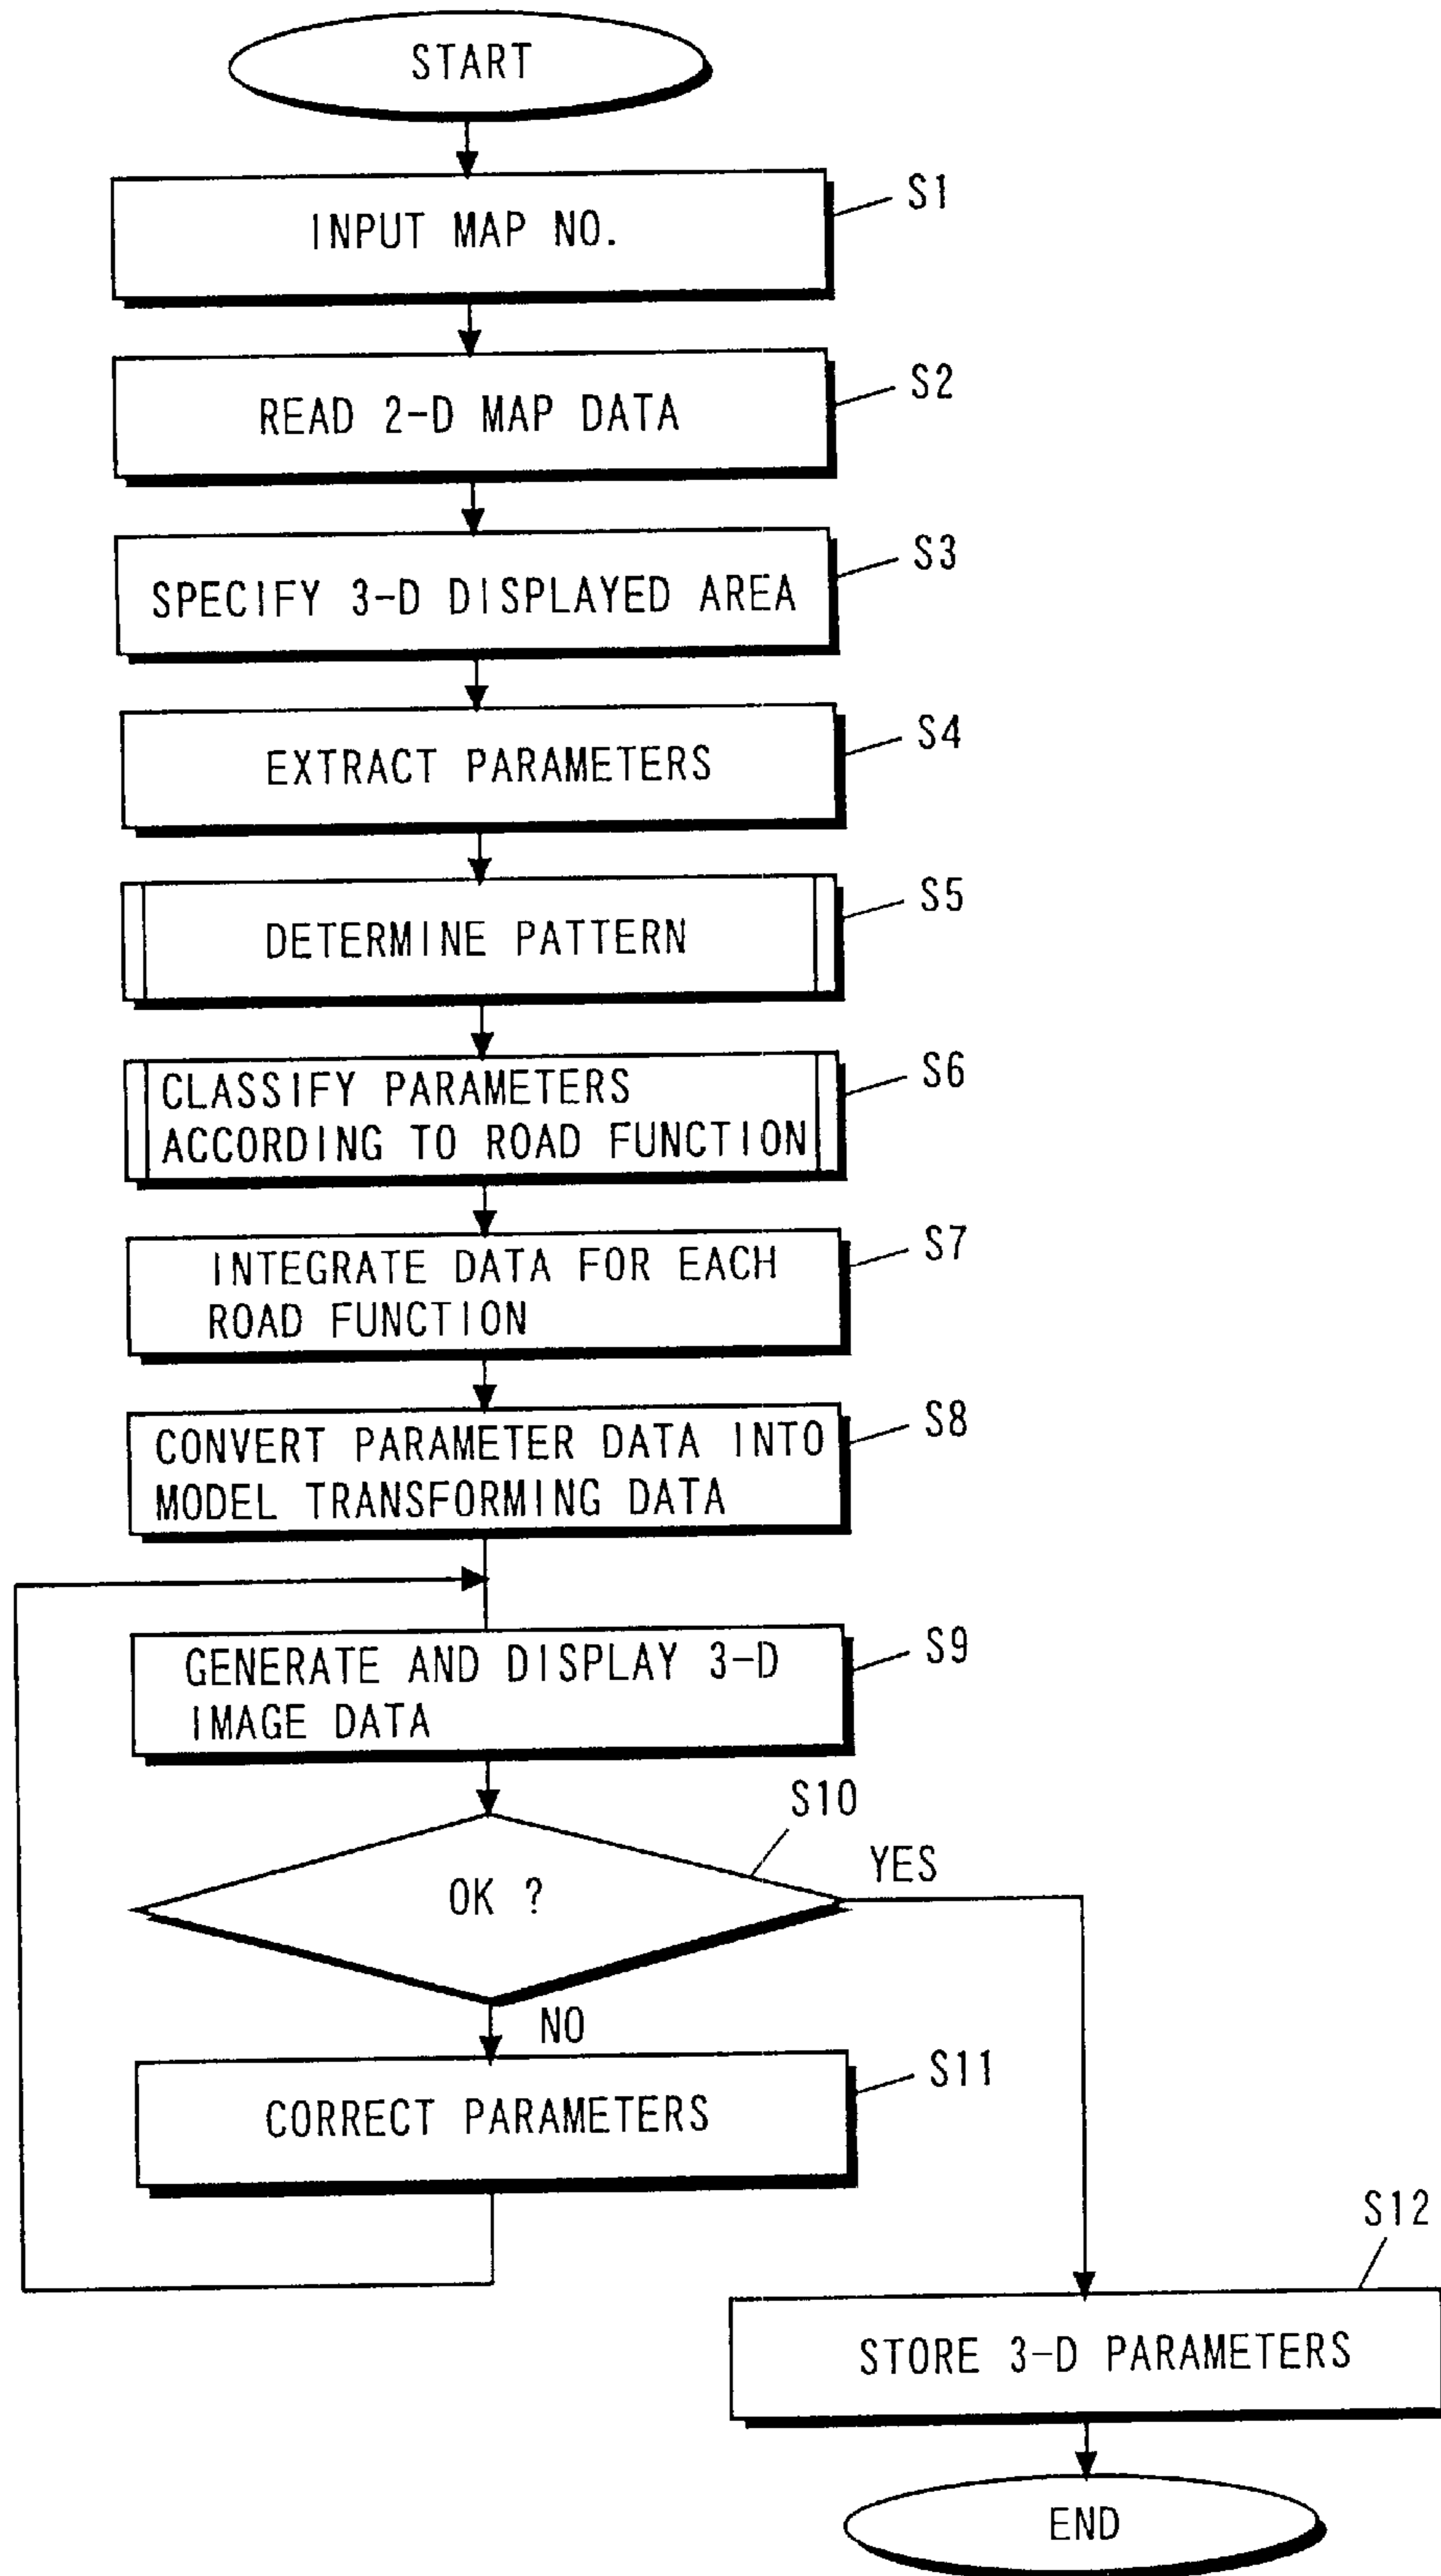 START
INPUT MAP NO.
S1
READ 2-D MAP DATA
S2
SPECIFY 3-D DISPLAYED AREA
S3
EXTRACT PARAMETERS
S4
DETERMINE PATTERN
S5
CLASSIFY PARAMETERS
ACCORDING TO ROAD FUNCTION
S6
INTEGRATE DATA FOR EACH
ROAD FUNCTION
S7
CONVERT PARAMETER DATA INTO
MODEL TRANSFORMING DATA
S8
GENERATE AND DISPLAY 3-D
IMAGE DATA
S9
OK ?
S10
YES
NO
CORRECT PARAMETERS
S11
S12
STORE 3-D PARAMETERS
END